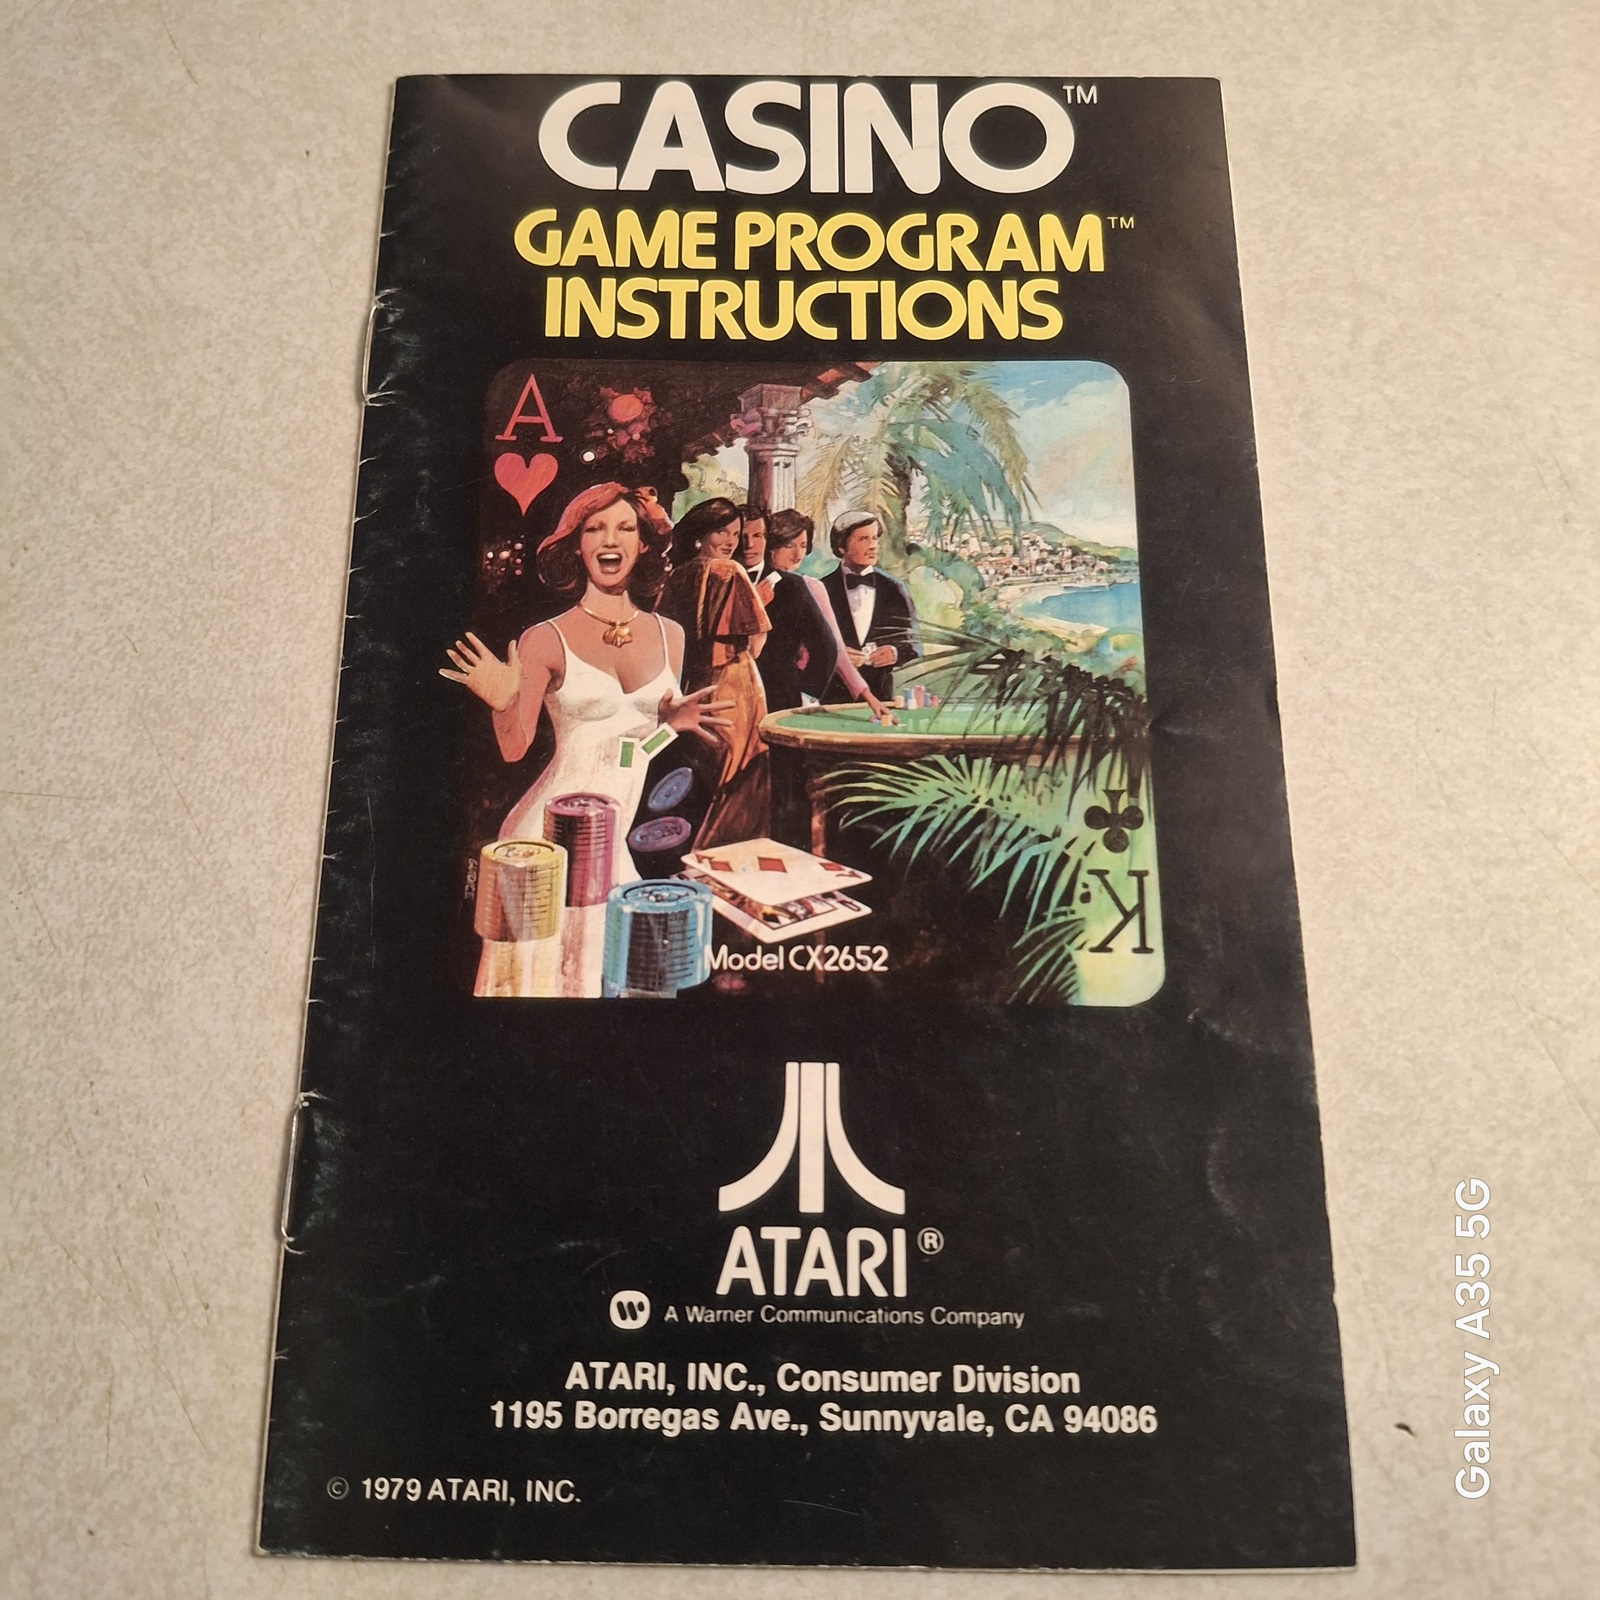 CASINO™
GAME PROGRAM™
INSTRUCTIONS
A
K
Model CX2652
ATARI®
A Warner Communications Company
ATARI, INC., Consumer Division
1195 Borregas Ave., Sunnyvale, CA 94086
© 1979 ATARI, INC.
Galaxy A35 5G